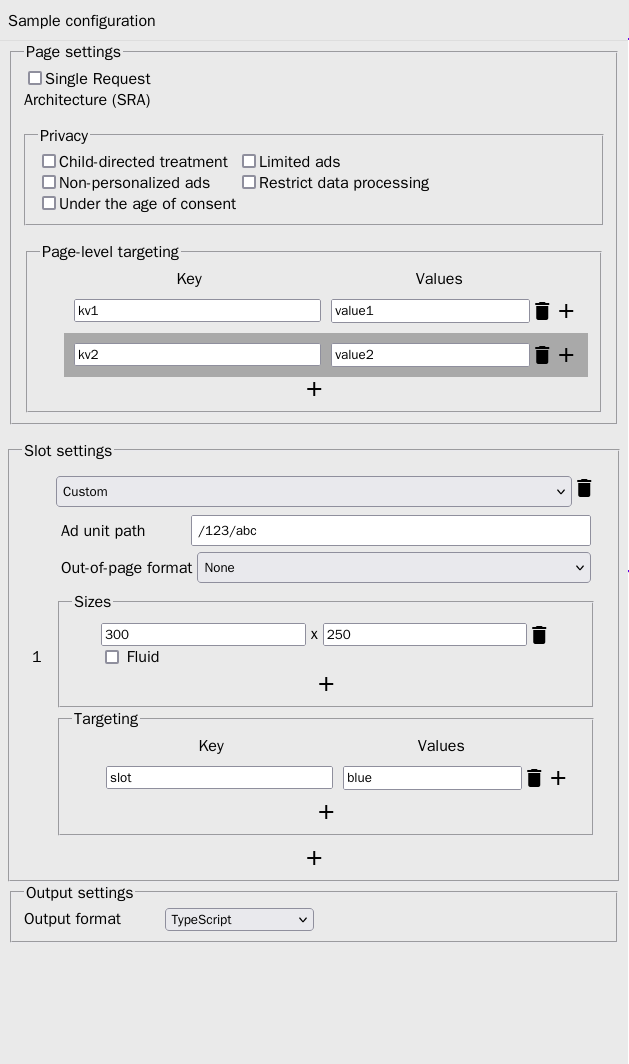 Sample configuration
Page settings
Single Request
Architecture (SRA)
Privacy
Child-directed treatment Limited ads
Non-personalized ads Restrict data processing
Under the age of consent
Page-level targeting
Key Values
kv1 value1
kv2 value2
+
Slot settings
Custom
Ad unit path /123/abc
Out-of-page format None
Sizes
300 x 250
1
Fluid
+
Targeting
Key Values
slot blue
+
+
Output settings
Output format TypeScript